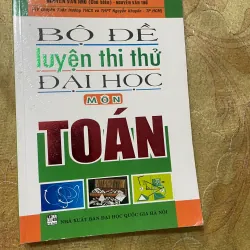 BỘ ĐỀ
luyện thi thử
ĐẠI HỌC
MÔN
TOÁN
NHÀ XUẤT BẢN ĐẠI HỌC QUỐC GIA HÀ NỘI